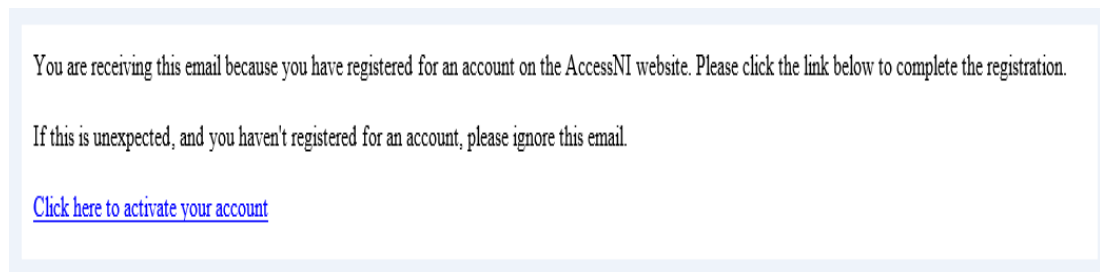 You are receiving this email because you have registered for an account on the AccessNI website. Please click the link below to complete the registration.
If this is unexpected, and you haven't registered for an account, please ignore this email.
Click here to activate your account